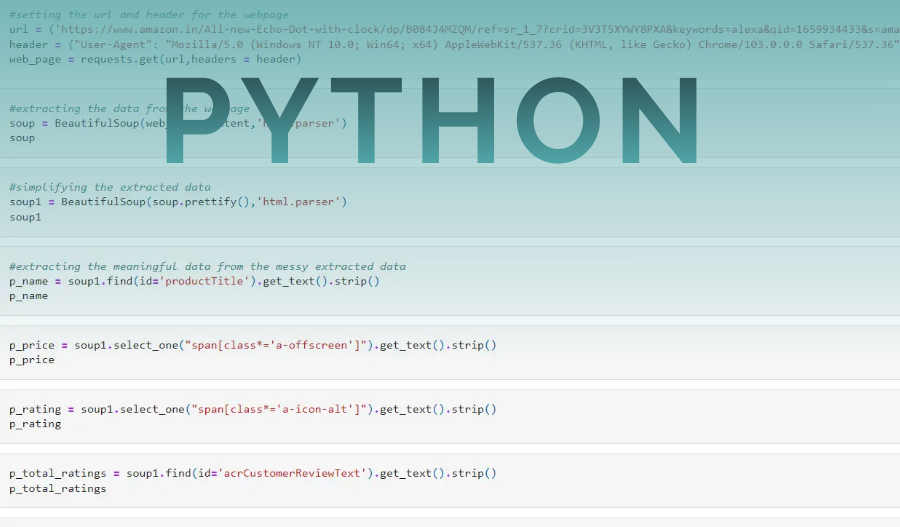 #setting the url and header for the webpage
url = ('https://www.amazon.in/All-new-Echo-Dot-with-clock/dp/B084J4MZQM/ref=sr_1_7?crid=3V3T5XYWY8PXA&keywords=alexa&qid=1659934433&s=ama
header = {"User-Agent": "Mozilla/5.0 (Windows NT 10.0; Win64; x64) AppleWebKit/537.36 (KHTML, like Gecko) Chrome/103.0.0.0 Safari/537.36"
web_page = requests.get(url,headers = header)
PYTHON
#extracting the data from the webpage
soup = BeautifulSoup(web tent,'h .parser')
soup
#simplifying the extracted data
soup1 = BeautifulSoup(soup.prettify(),'html.parser')
soup1
#extracting the meaningful data from the messy extracted data
p_name = soup1.find(id='productTitle').get_text().strip()
p_name
p_price = soup1.select_one("span[class*='a-offscreen']").get_text().strip()
p_price
p_rating = soup1.select_one("span[class*='a-icon-alt']").get_text().strip()
p_rating
p_total_ratings = soup1.find(id='acrCustomerReviewText').get_text().strip()
p_total_ratings